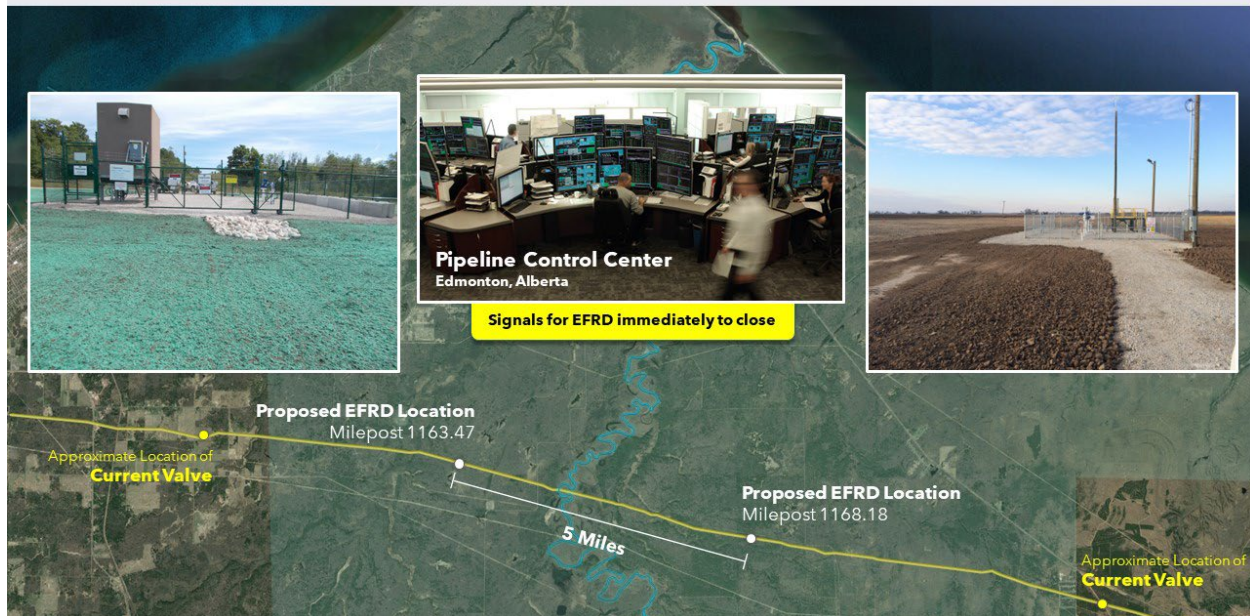 Pipeline Control Center
Edmonton, Alberta
Signals for EFRD immediately to close
Proposed EFRD Location
Milepost 1163.47
Approximate Location of
Current Valve
5 Miles
Proposed EFRD Location
Milepost 1168.18
Approximate Location of
Current Valve